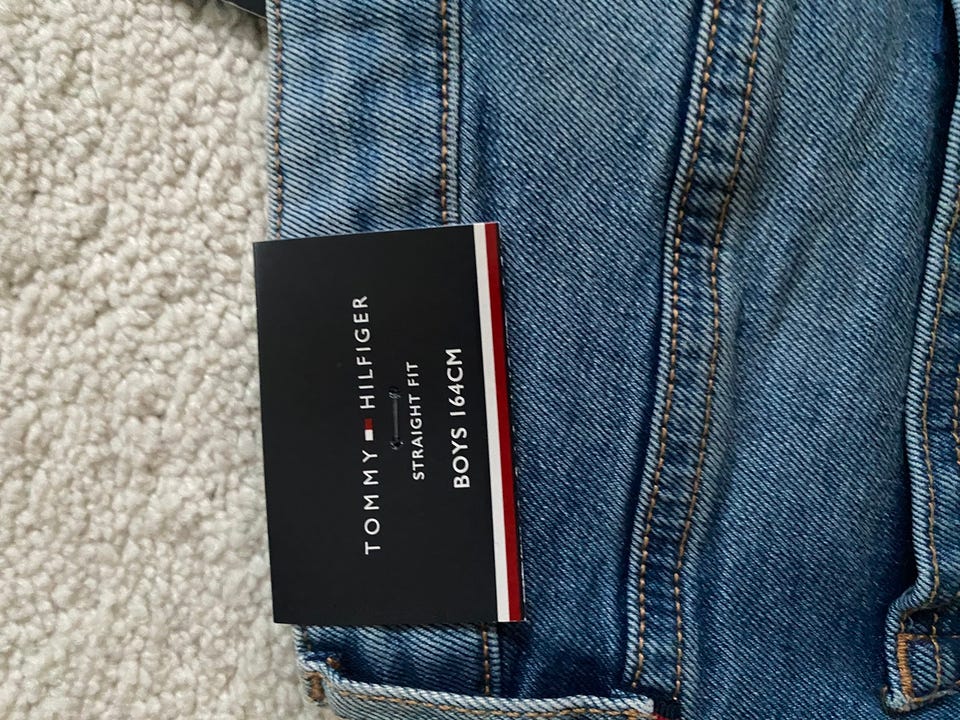 TOMMY HILFIGER
STRAIGHT FIT
BOYS 164CM